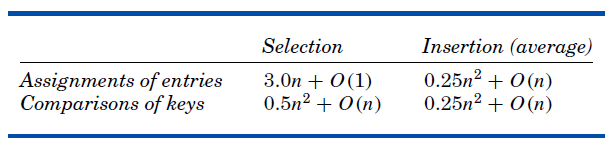 Selection Insertion (average)
Assignments of entries 3.0n + O(1) 0.25n² + O(n)
Comparisons of keys 0.5n² + O(n) 0.25n² + O(n)